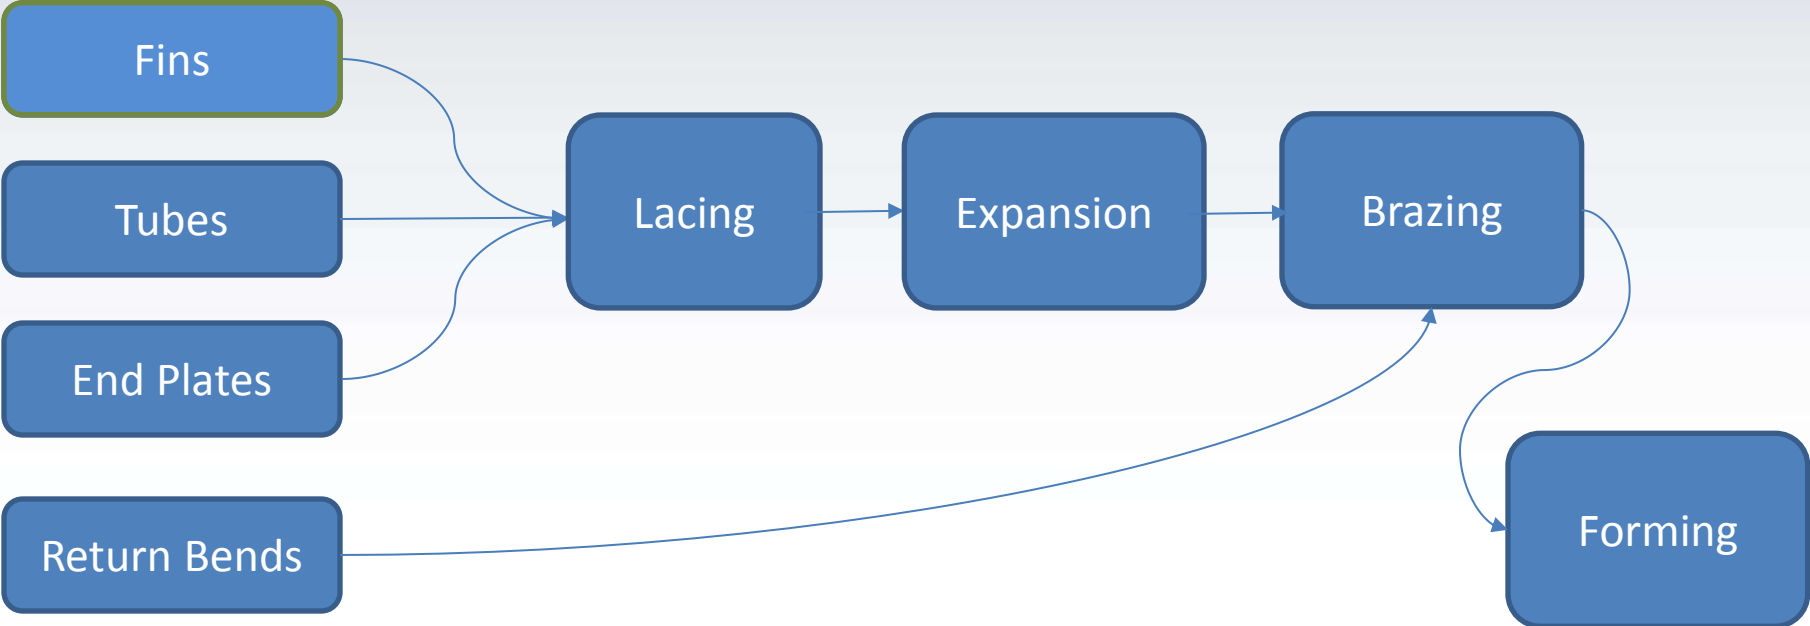 Fins
Tubes
End Plates
Return Bends
Lacing
Expansion
Brazing
Forming